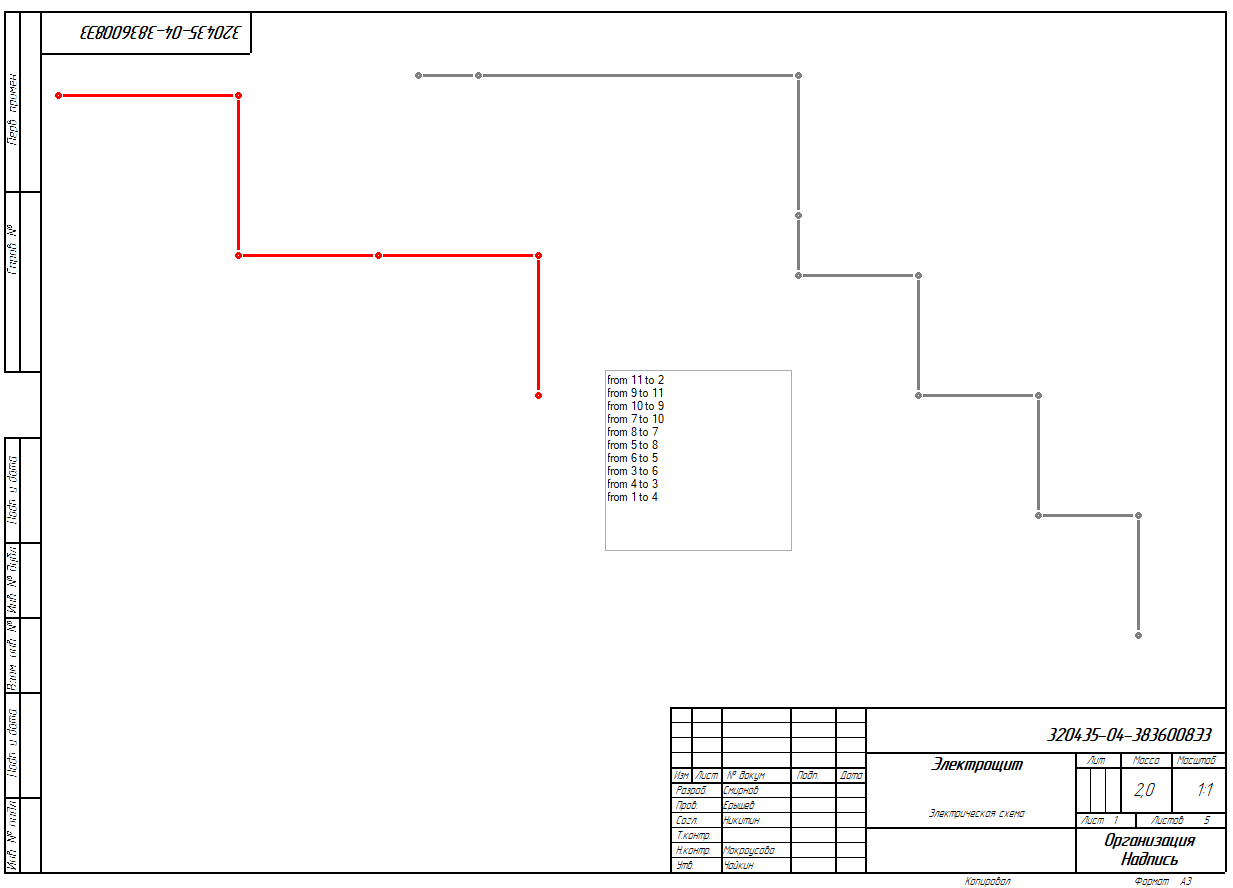 320435-04-38360083З
Перв. примен.
Справ. №
Подп. и дата
Инв. № дубл.
Взам. инв. №
Подп. и дата
Инв. № подл.
from 11 to 2
from 9 to 11
from 10 to 9
from 7 to 10
from 8 to 7
from 5 to 8
from 6 to 5
from 3 to 6
from 4 to 3
from 1 to 4
320435-04-38360083З
Изм Лист № докум Подп. Дата
Разраб. Смирнов
Пров. Ерышев
Согл. Никитин
Т.контр.
Н.контр. Мокроусова
Утв. Чайкин
Электрощит
Электрическая схема
Лит Масса Масштаб
2,0 1:1
Лист 1 Листов 5
Организация
Надпись
Копировал Формат А3